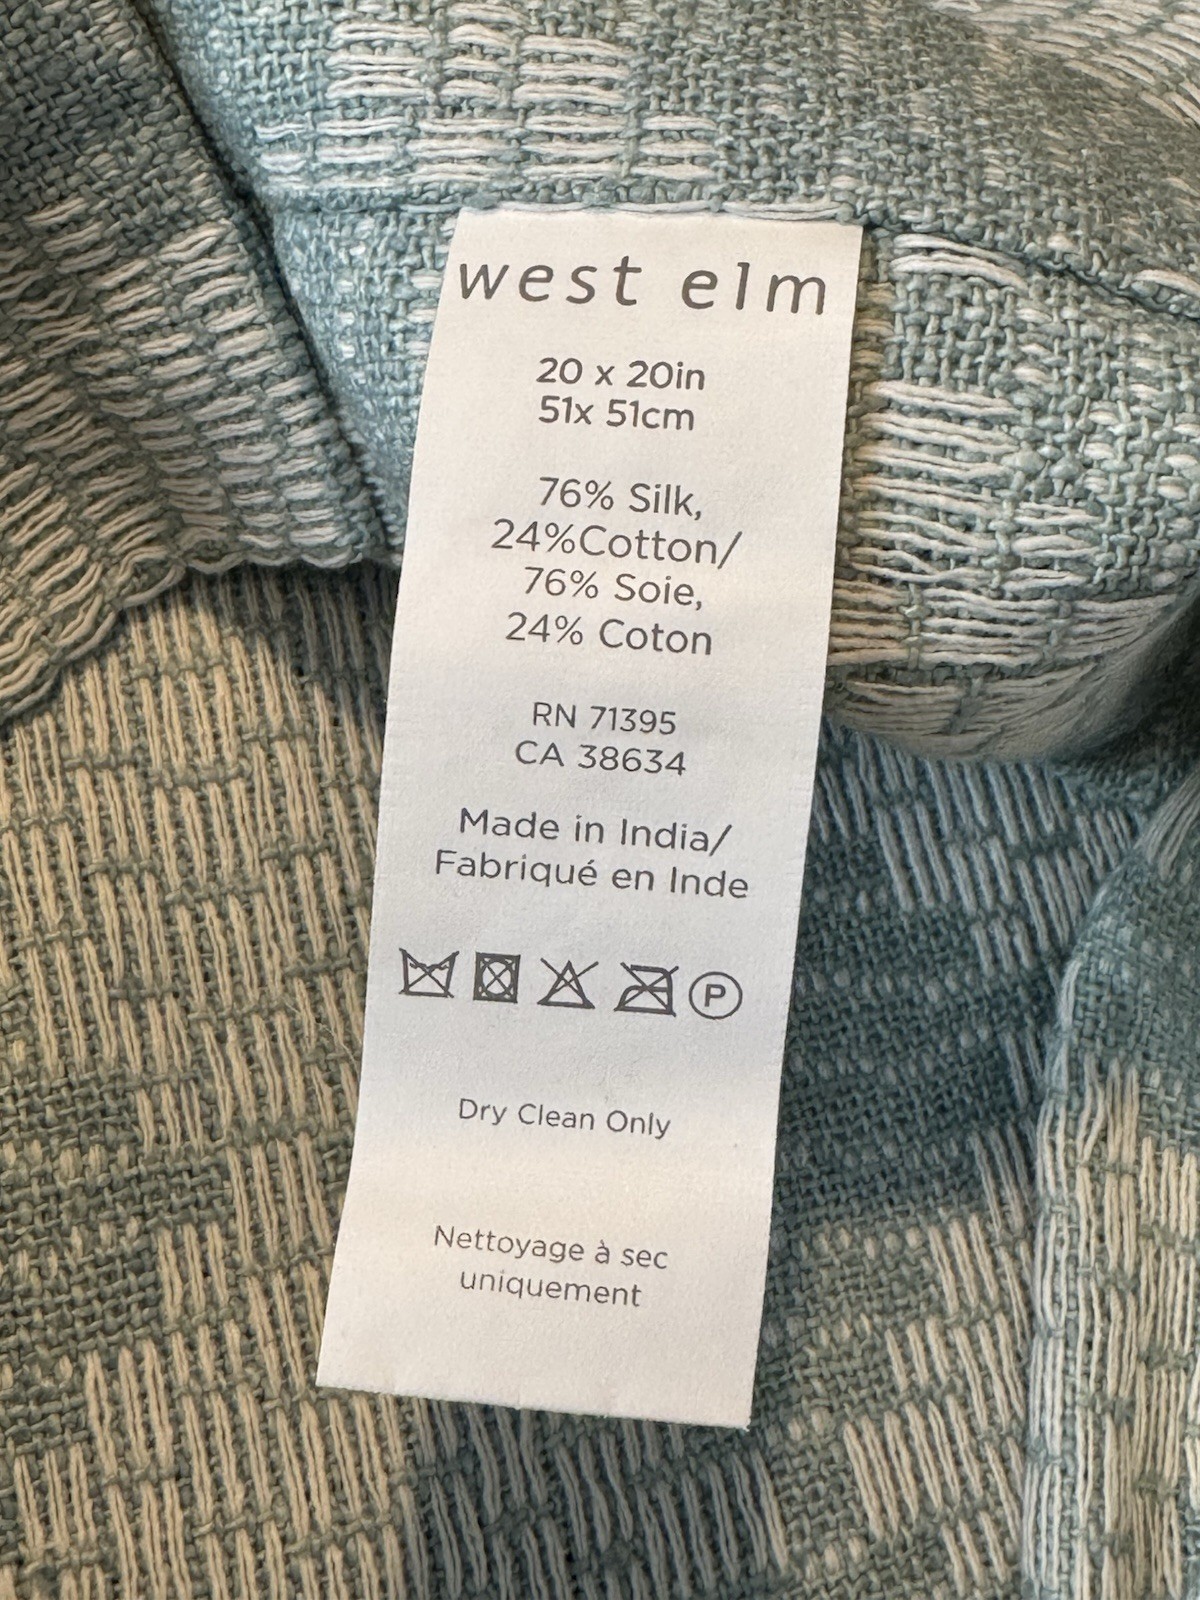 west elm
20 x 20in
51x 51cm
76% Silk,
24%Cotton/
76% Soie,
24% Coton
RN 71395
CA 38634
Made in India/
Fabriqué en Inde
P
Dry Clean Only
Nettoyage à sec
uniquement